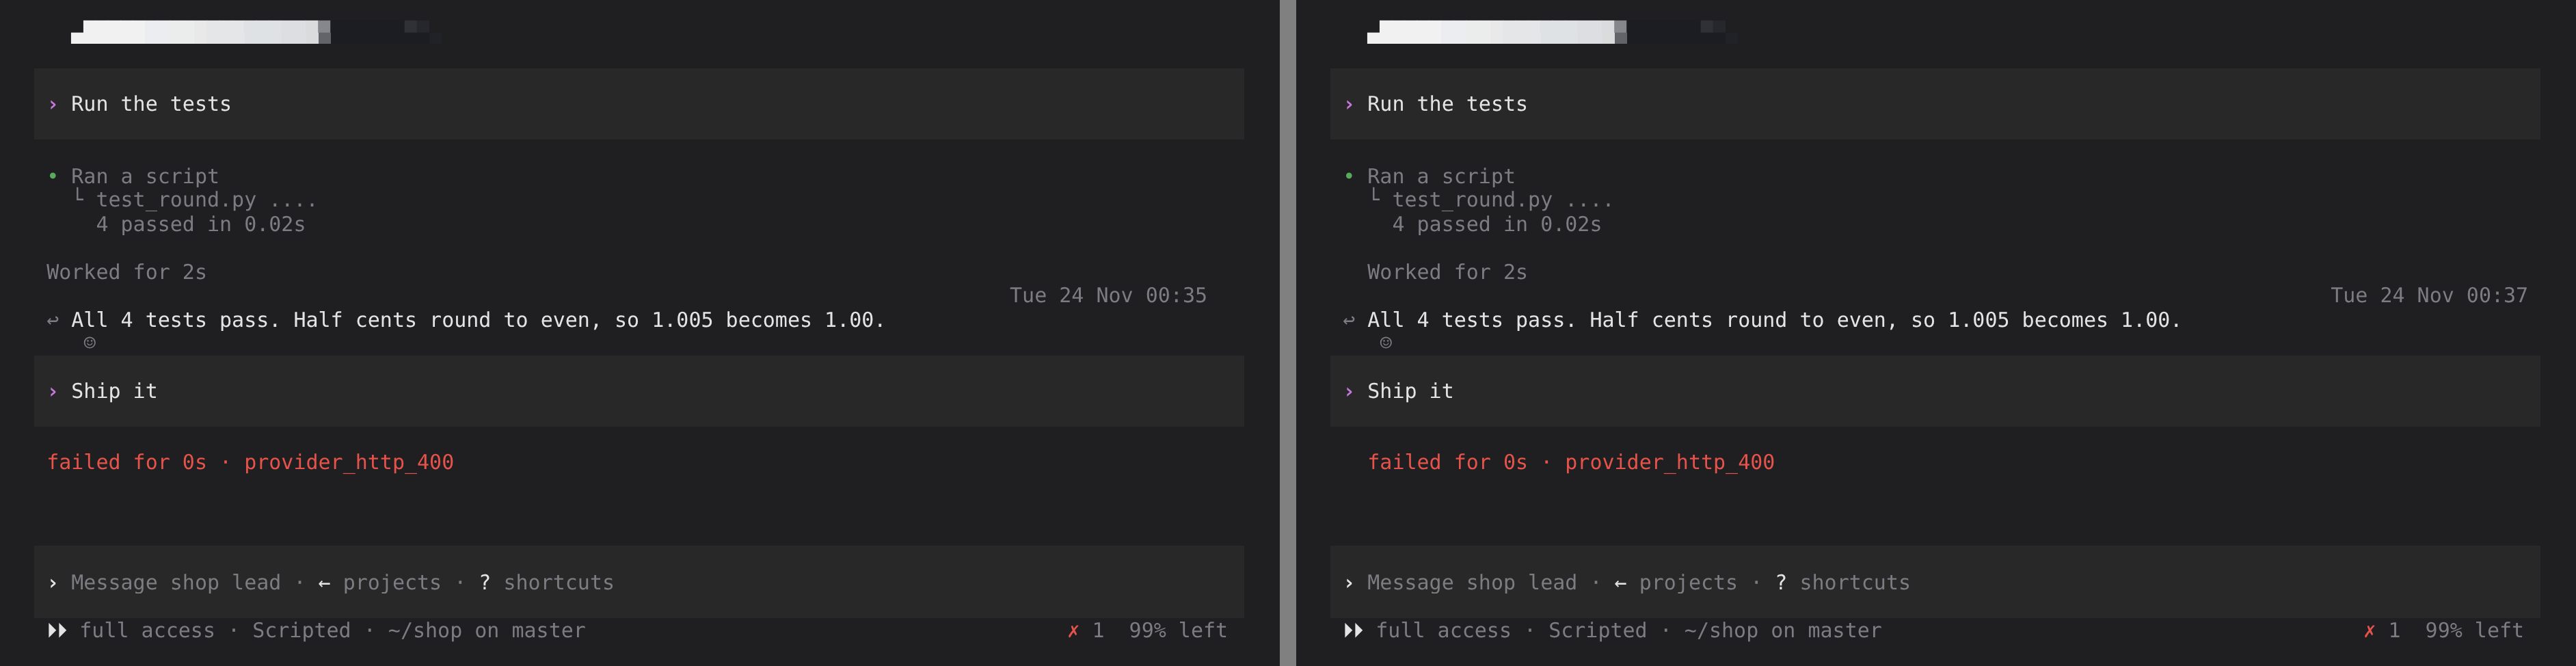 › Run the tests
• Ran a script
└ test_round.py ....
4 passed in 0.02s
Worked for 2s
Tue 24 Nov 00:35
↩ All 4 tests pass. Half cents round to even, so 1.005 becomes 1.00.
☺
› Ship it
failed for 0s · provider_http_400
› Message shop lead · ← projects · ? shortcuts
⏵⏵ full access · Scripted · ~/shop on master ✗ 1 99% left
› Run the tests
• Ran a script
└ test_round.py ....
4 passed in 0.02s
Worked for 2s
Tue 24 Nov 00:37
↩ All 4 tests pass. Half cents round to even, so 1.005 becomes 1.00.
☺
› Ship it
failed for 0s · provider_http_400
› Message shop lead · ← projects · ? shortcuts
⏵⏵ full access · Scripted · ~/shop on master ✗ 1 99% left